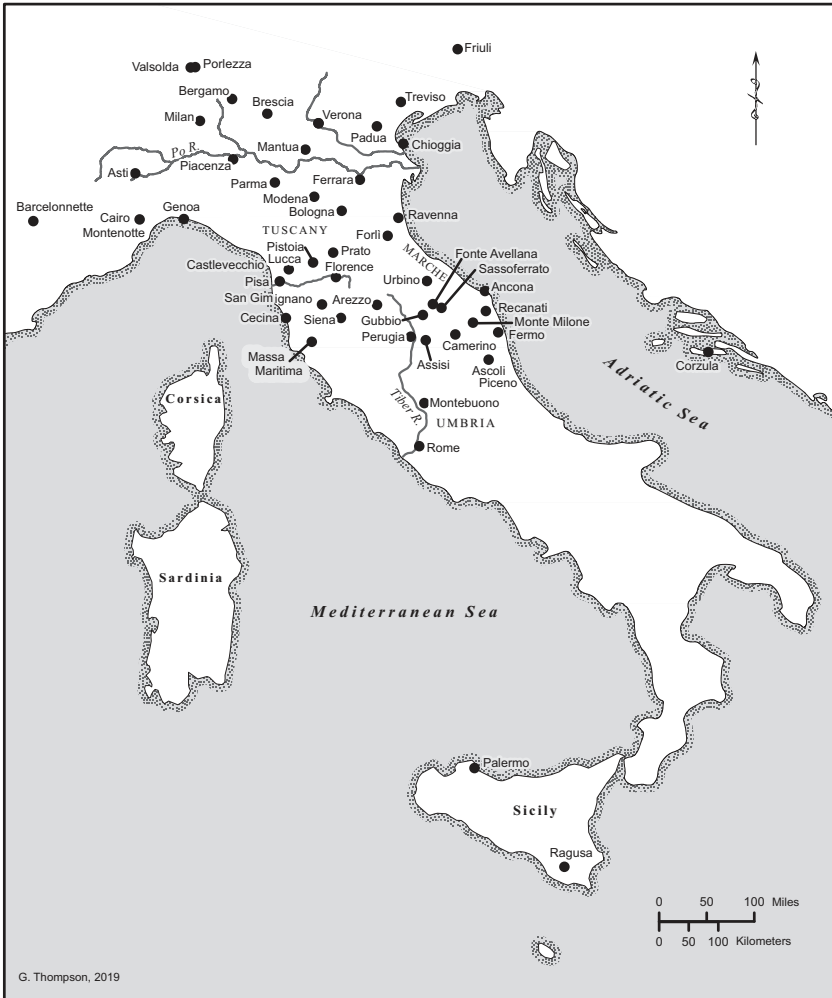 Friuli
Valsolda
Porlezza
Bergamo
Brescia
Treviso
Milan
Verona
Padua
Chioggia
Po R.
Mantua
Piacenza
Asti
Parma
Ferrara
Modena
Bologna
Barcelonnette
Cairo
Montenotte
Genoa
Ravenna
TUSCANY
Forlì
MARCHE
Pistoia
Prato
Lucca
Castlevecchio
Florence
Fonte Avellana
Sassoferrato
Urbino
Pisa
Ancona
San Gimignano
Arezzo
Recanati
Cecina
Siena
Gubbio
Monte Milone
Perugia
Fermo
Camerino
Massa
Maritima
Assisi
Ascoli
Piceno
Corzula
Adriatic Sea
Corsica
Tiber R.
Montebuono
UMBRIA
Rome
Sardinia
Mediterranean Sea
Palermo
Sicily
Ragusa
0 50 100 Miles
0 50 100 Kilometers
G. Thompson, 2019